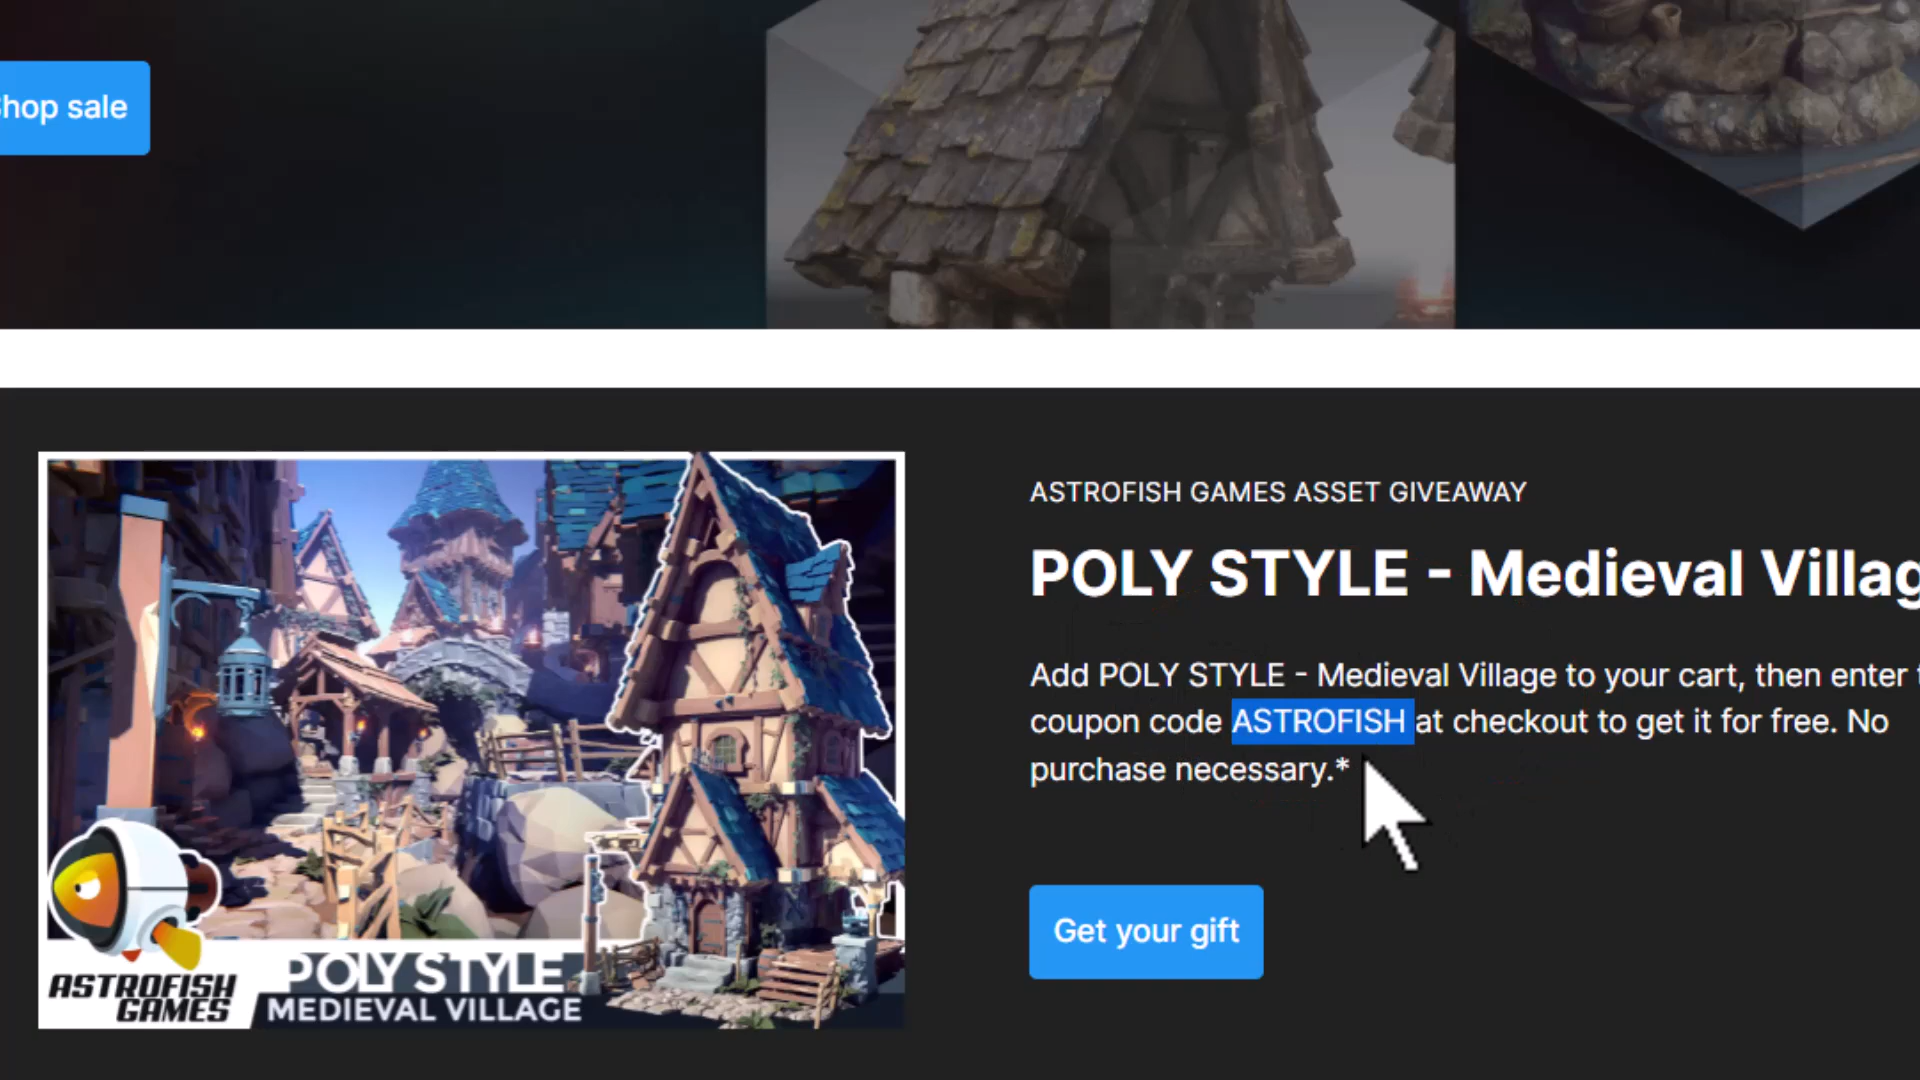 hop sale
ASTROFISH GAMES ASSET GIVEAWAY
POLY STYLE - Medieval Villag
Add POLY STYLE - Medieval Village to your cart, then enter t
coupon code ASTROFISH at checkout to get it for free. No
purchase necessary.*
Get your gift
ASTROFISH
GAMES
POLY STYLE
MEDIEVAL VILLAGE